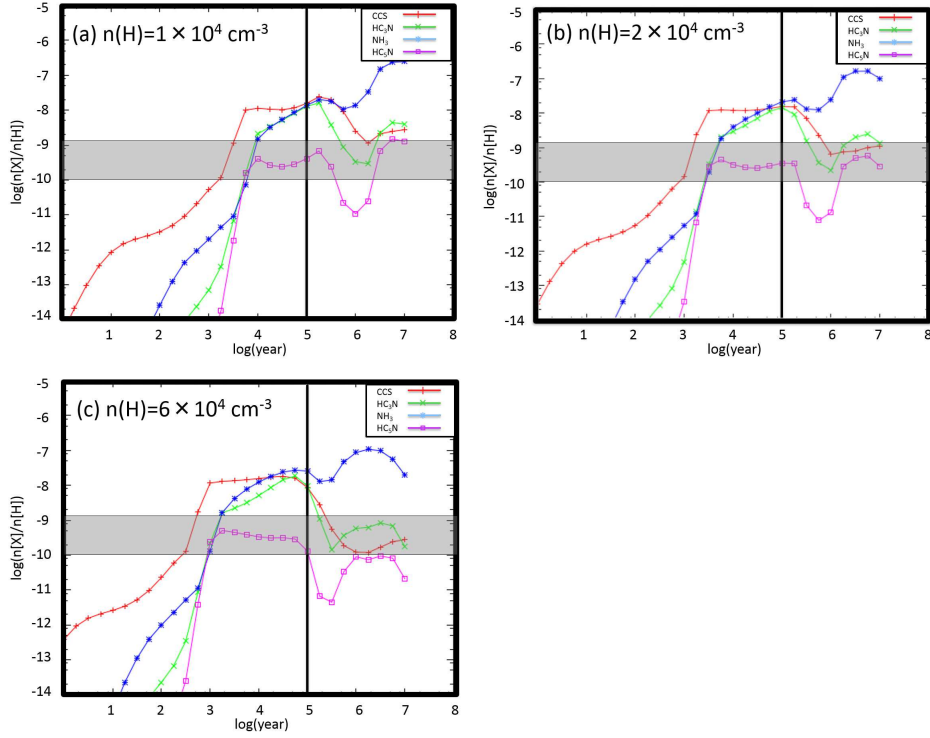 (a) n(H)=1 × 10⁴ cm⁻³
CCS
HC₃N
NH₃
HC₅N
-5
-6
-7
-8
-9
-10
-11
-12
-13
-14
log(n[X]/n[H])
1 2 3 4 5 6 7 8
log(year)
(b) n(H)=2 × 10⁴ cm⁻³
CCS
HC₃N
NH₃
HC₅N
-5
-6
-7
-8
-9
-10
-11
-12
-13
-14
log(n[X]/n[H])
0 1 2 3 4 5 6 7 8
log(year)
(c) n(H)=6 × 10⁴ cm⁻³
CCS
HC₃N
NH₃
HC₅N
-5
-6
-7
-8
-9
-10
-11
-12
-13
-14
log(n[X]/n[H])
1 2 3 4 5 6 7 8
log(year)